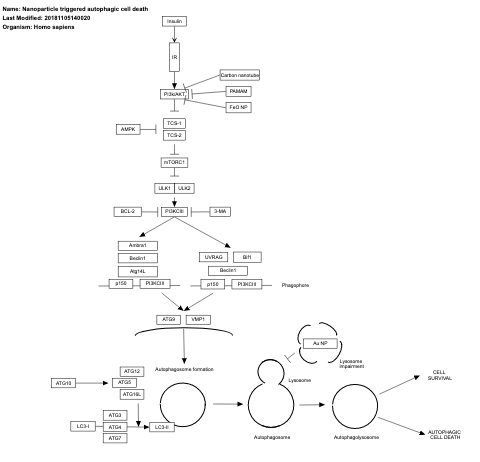 Name: Nanoparticle triggered autophagic cell death
Last Modified: 20181105140020
Organism: Homo sapiens
Insulin
IR
Carbon nanotube
PI3k/AKT
PAMAM
FeO NP
TCS-1
AMPK
TCS-2
mTORC1
ULK1 ULK2
BCL-2 PI3KCIII 3-MA
Ambra1
Beclin1
Atg14L
p150 PI3KCIII
UVRAG Bif1
Beclin1
p150 PI3KCIII
Phagophore
ATG9 VMP1
Au NP
Lysosome
impairment
Autophagosome formation
Lysosome
ATG12
ATG10
ATG5
ATG16L
CELL
SURVIVAL
ATG3
LC3-I ATG4 LC3-II
ATG7
Autophagosome
Autophagolysosome
AUTOPHAGIC
CELL DEATH